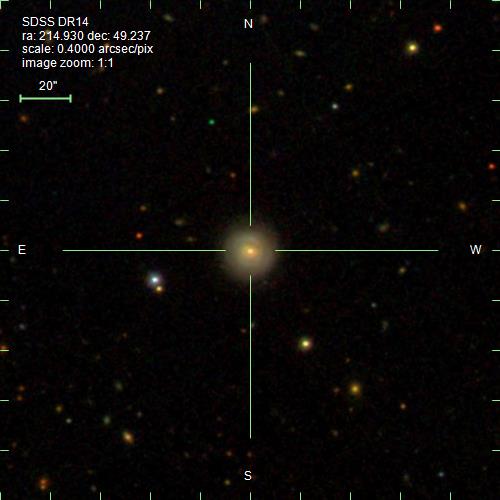 SDSS DR14
ra: 214.930 dec: 49.237
scale: 0.4000 arcsec/pix
image zoom: 1:1
20"
N
E
W
S